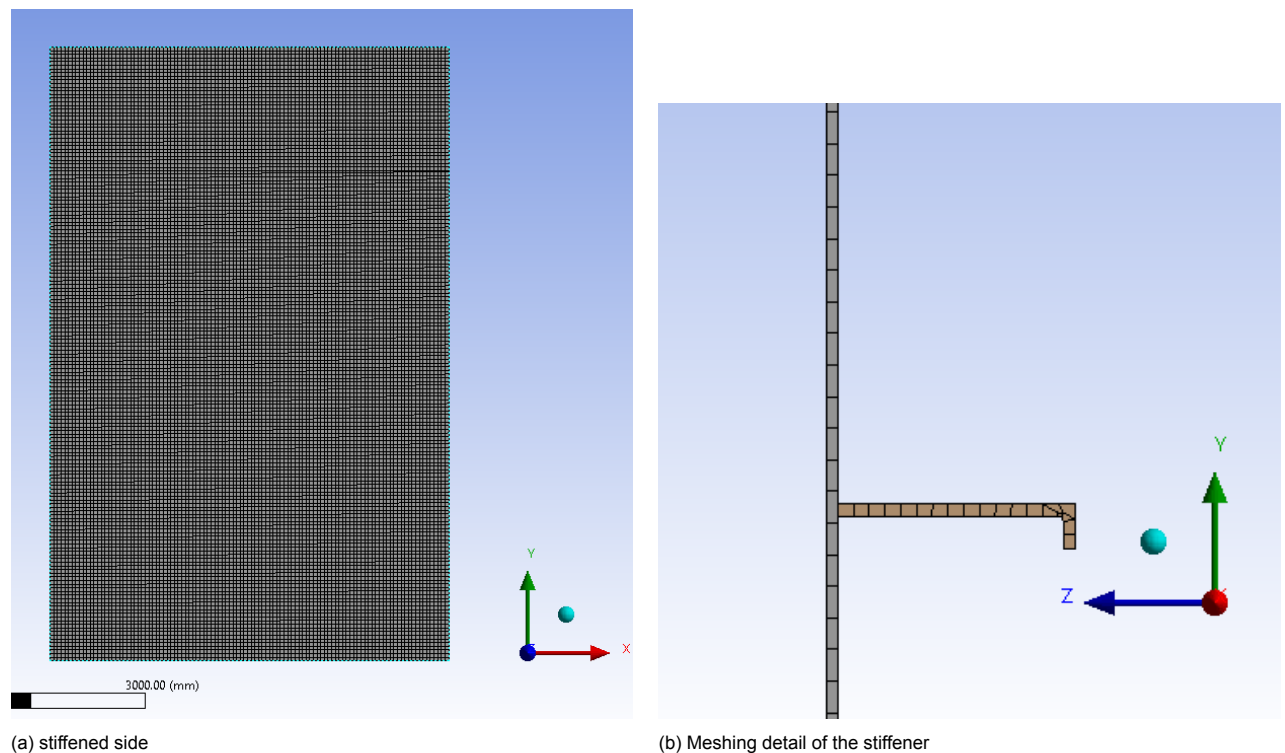 Y
X
Z
3000.00 (mm)
Y
Z
(a) stiffened side
(b) Meshing detail of the stiffener